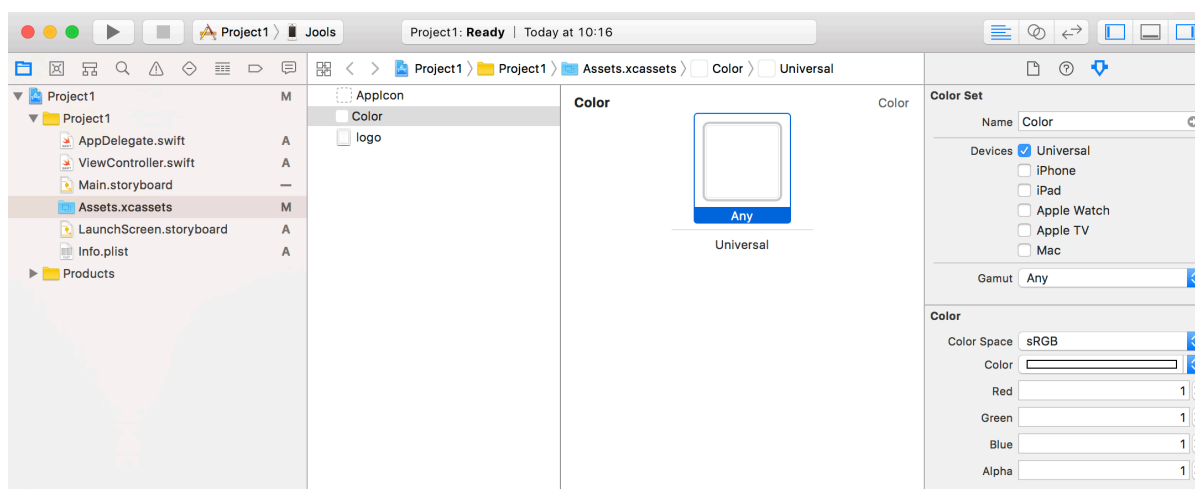 Project1 Jools
Project1: Ready | Today at 10:16
Project1 Project1 Assets.xcassets Color Universal
Project1 M
Project1
AppDelegate.swift A
ViewController.swift A
Main.storyboard —
Assets.xcassets M
LaunchScreen.storyboard A
Info.plist A
Products
AppIcon
Color
logo
Color Color
Any
Universal
Color Set
Name Color
Devices Universal
iPhone
iPad
Apple Watch
Apple TV
Mac
Gamut Any
Color
Color Space sRGB
Color
Red 1
Green 1
Blue 1
Alpha 1